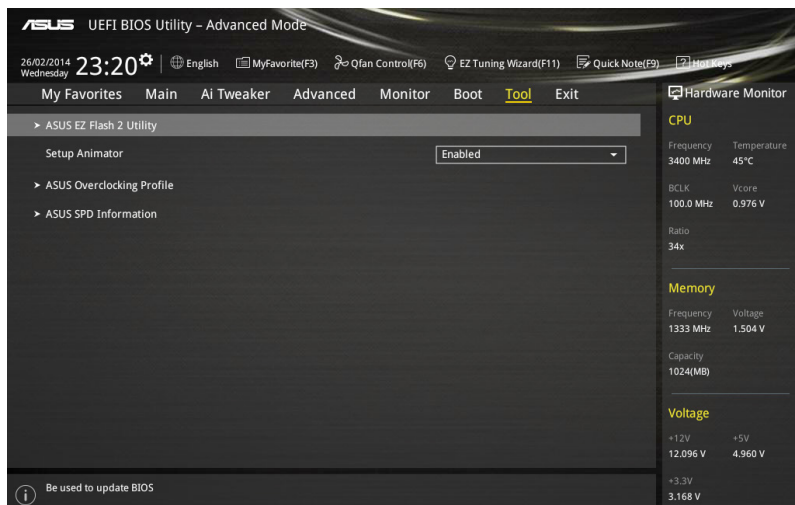 ASUS UEFI BIOS Utility – Advanced Mode
26/02/2014
Wednesday
23:20
English MyFavorite(F3) Qfan Control(F6) EZ Tuning Wizard(F11) Quick Note(F9) ? Hot Keys
My Favorites Main Ai Tweaker Advanced Monitor Boot Tool Exit
> ASUS EZ Flash 2 Utility
Setup Animator Enabled
> ASUS Overclocking Profile
> ASUS SPD Information
i Be used to update BIOS
Hardware Monitor
CPU
Frequency Temperature
3400 MHz 45°C
BCLK Vcore
100.0 MHz 0.976 V
Ratio
34x
Memory
Frequency Voltage
1333 MHz 1.504 V
Capacity
1024(MB)
Voltage
+12V +5V
12.096 V 4.960 V
+3.3V
3.168 V